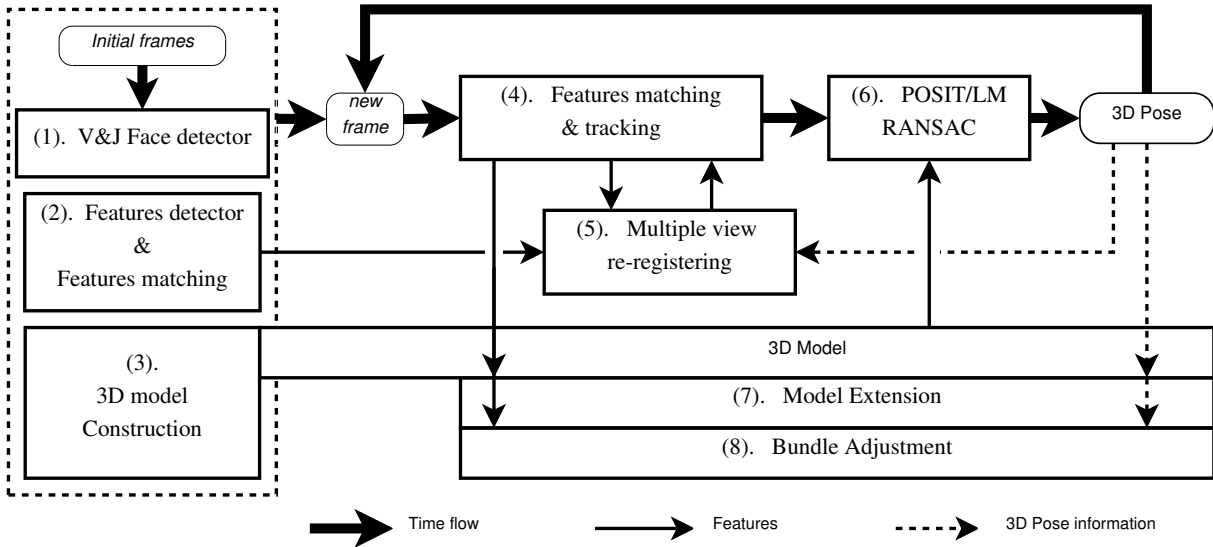 Initial frames
(1). V&J Face detector
(2). Features detector
&
Features matching
(3).
3D model
Construction
new
frame
(4). Features matching
& tracking
(5). Multiple view
re-registering
(6). POSIT/LM
RANSAC
3D Pose
3D Model
(7). Model Extension
(8). Bundle Adjustment
Time flow
Features
3D Pose information